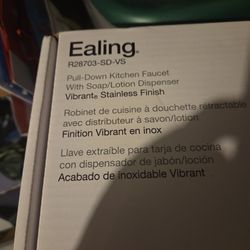 Ealing®
R28703-SD-VS
Pull-Down Kitchen Faucet
With Soap/Lotion Dispenser
Vibrant® Stainless Finish
Robinet de cuisine à douchette rétractable
avec distributeur à savon/lotion
Finition Vibrant en inox
Llave extraíble para tarja de cocina
con dispensador de jabón/loción
Acabado de inoxidable Vibrant